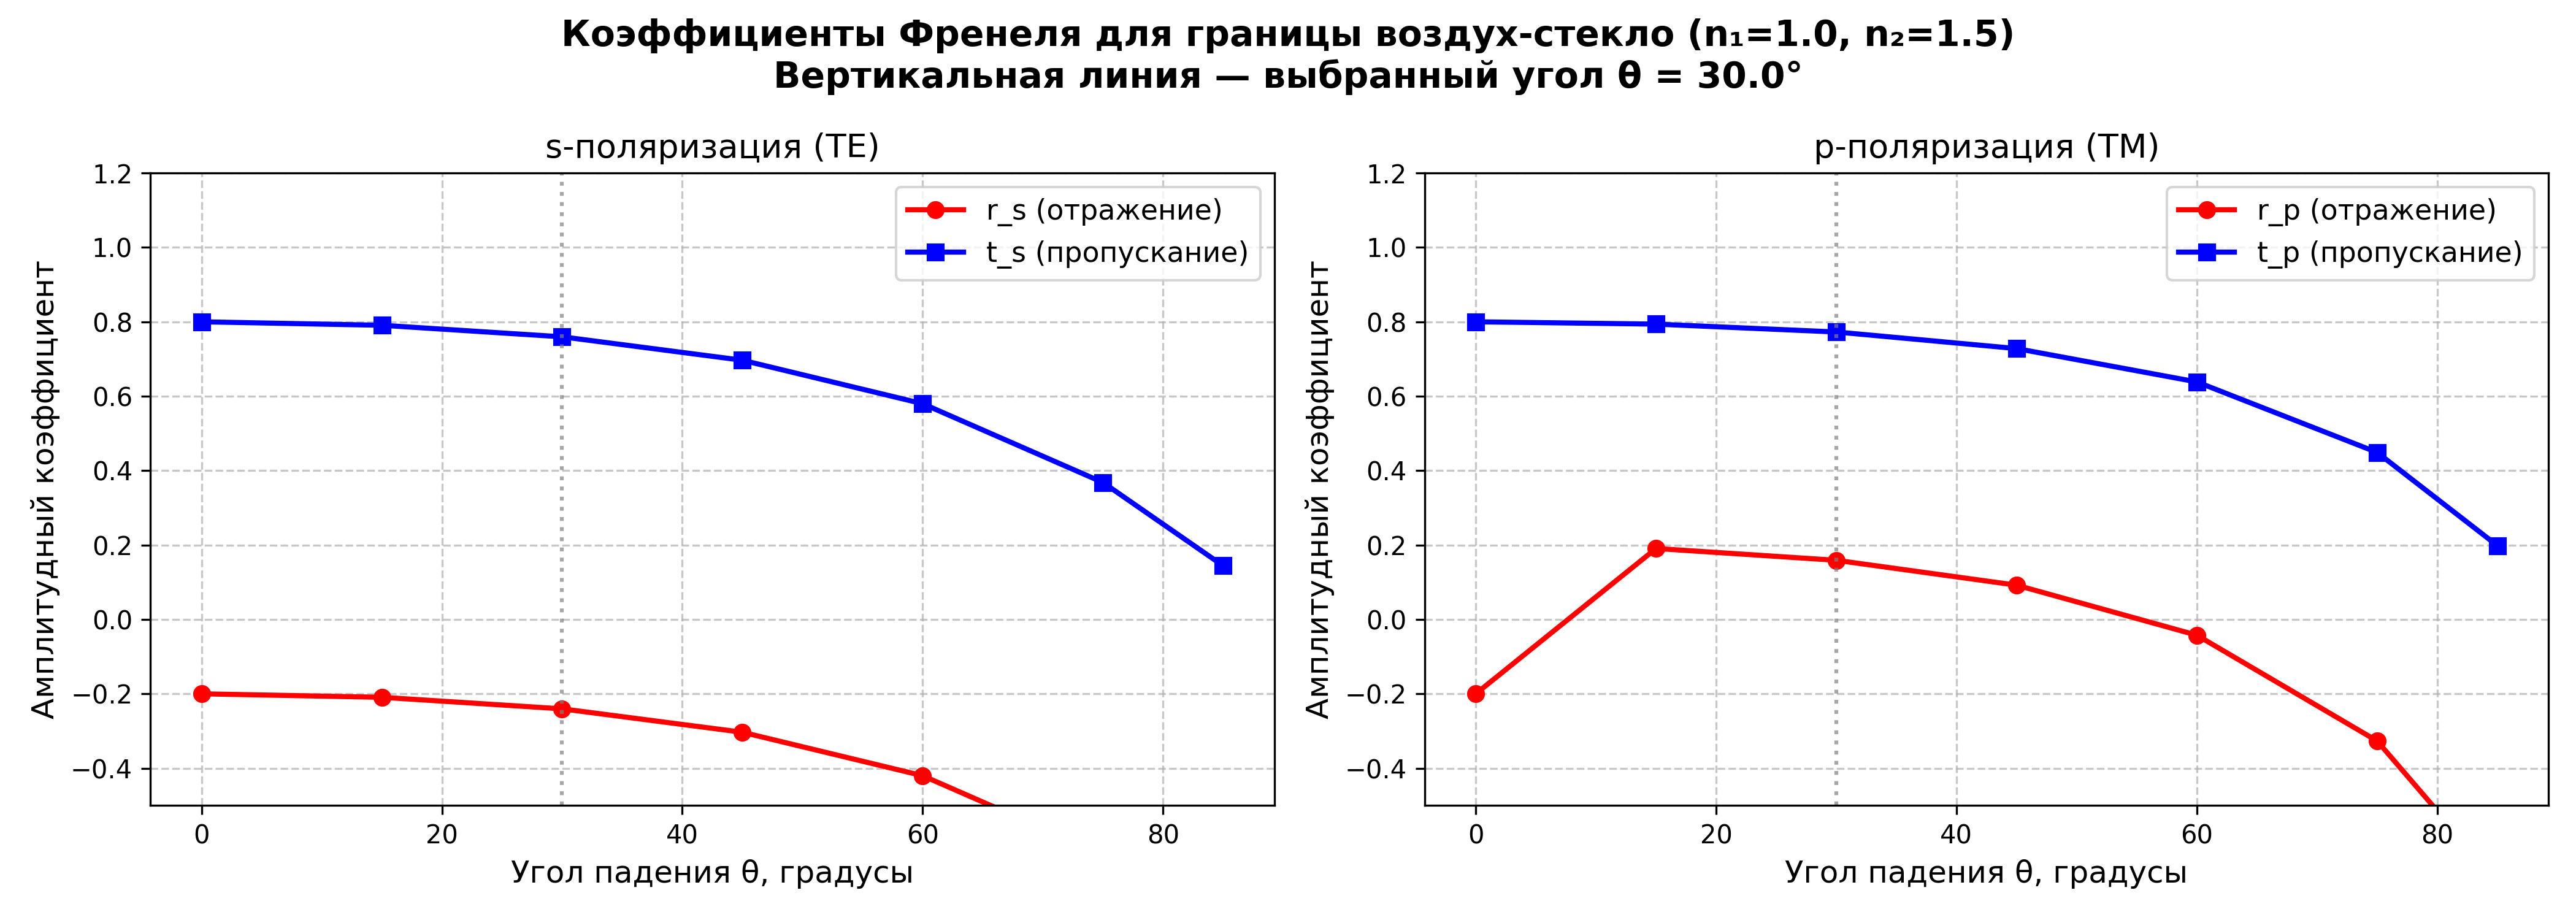 Коэффициенты Френеля для границы воздух-стекло (n₁=1.0, n₂=1.5)
Вертикальная линия — выбранный угол θ = 30.0°
s-поляризация (TE)
1.2
1.0
0.8
0.6
0.4
0.2
0.0
−0.2
−0.4
Амплитудный коэффициент
r_s (отражение)
t_s (пропускание)
0
20
40
60
80
Угол падения θ, градусы
p-поляризация (TM)
1.2
1.0
0.8
0.6
0.4
0.2
0.0
−0.2
−0.4
Амплитудный коэффициент
r_p (отражение)
t_p (пропускание)
0
20
40
60
80
Угол падения θ, градусы